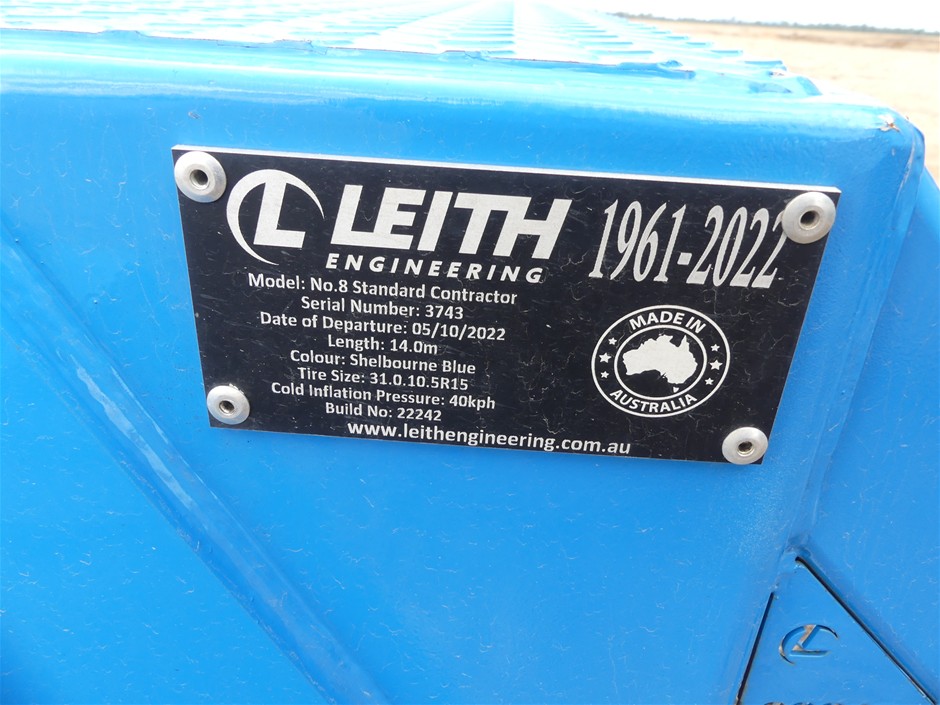 L LEITH
ENGINEERING
1961-2022
Model: No.8 Standard Contractor
Serial Number: 3743
Date of Departure: 05/10/2022
Length: 14.0m
Colour: Shelbourne Blue
Tire Size: 31.0.10.5R15
Cold Inflation Pressure: 40kph
Build No: 22242
www.leithengineering.com.au
MADE IN
AUSTRALIA
L